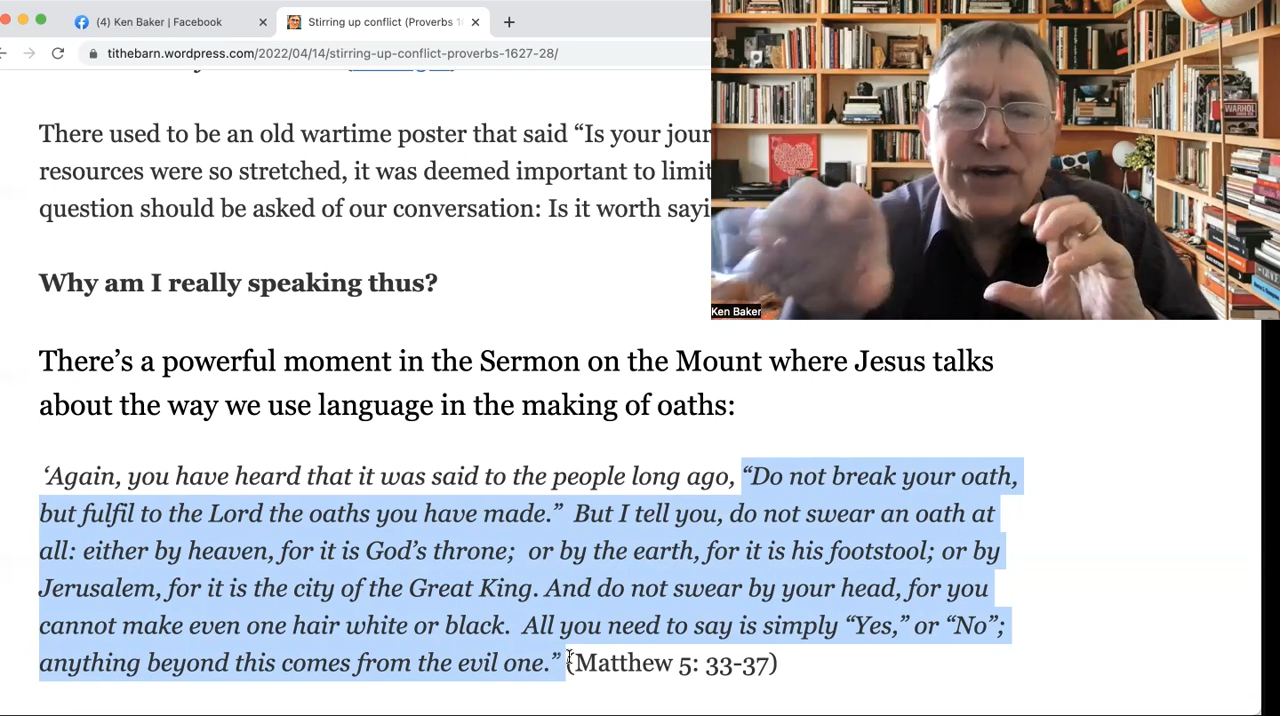 (4) Ken Baker | Facebook
Stirring up conflict (Proverbs 1
tithebarn.wordpress.com/2022/04/14/stirring-up-conflict-proverbs-1627-28/
There used to be an old wartime poster that said “Is your jour
resources were so stretched, it was deemed important to limit
question should be asked of our conversation: Is it worth sayi
WARHOL
Ken Baker
Why am I really speaking thus?
There’s a powerful moment in the Sermon on the Mount where Jesus talks
about the way we use language in the making of oaths:
‘Again, you have heard that it was said to the people long ago, “Do not break your oath,
but fulfil to the Lord the oaths you have made.” But I tell you, do not swear an oath at
all: either by heaven, for it is God’s throne; or by the earth, for it is his footstool; or by
Jerusalem, for it is the city of the Great King. And do not swear by your head, for you
cannot make even one hair white or black. All you need to say is simply “Yes,” or “No”;
anything beyond this comes from the evil one.” (Matthew 5: 33-37)